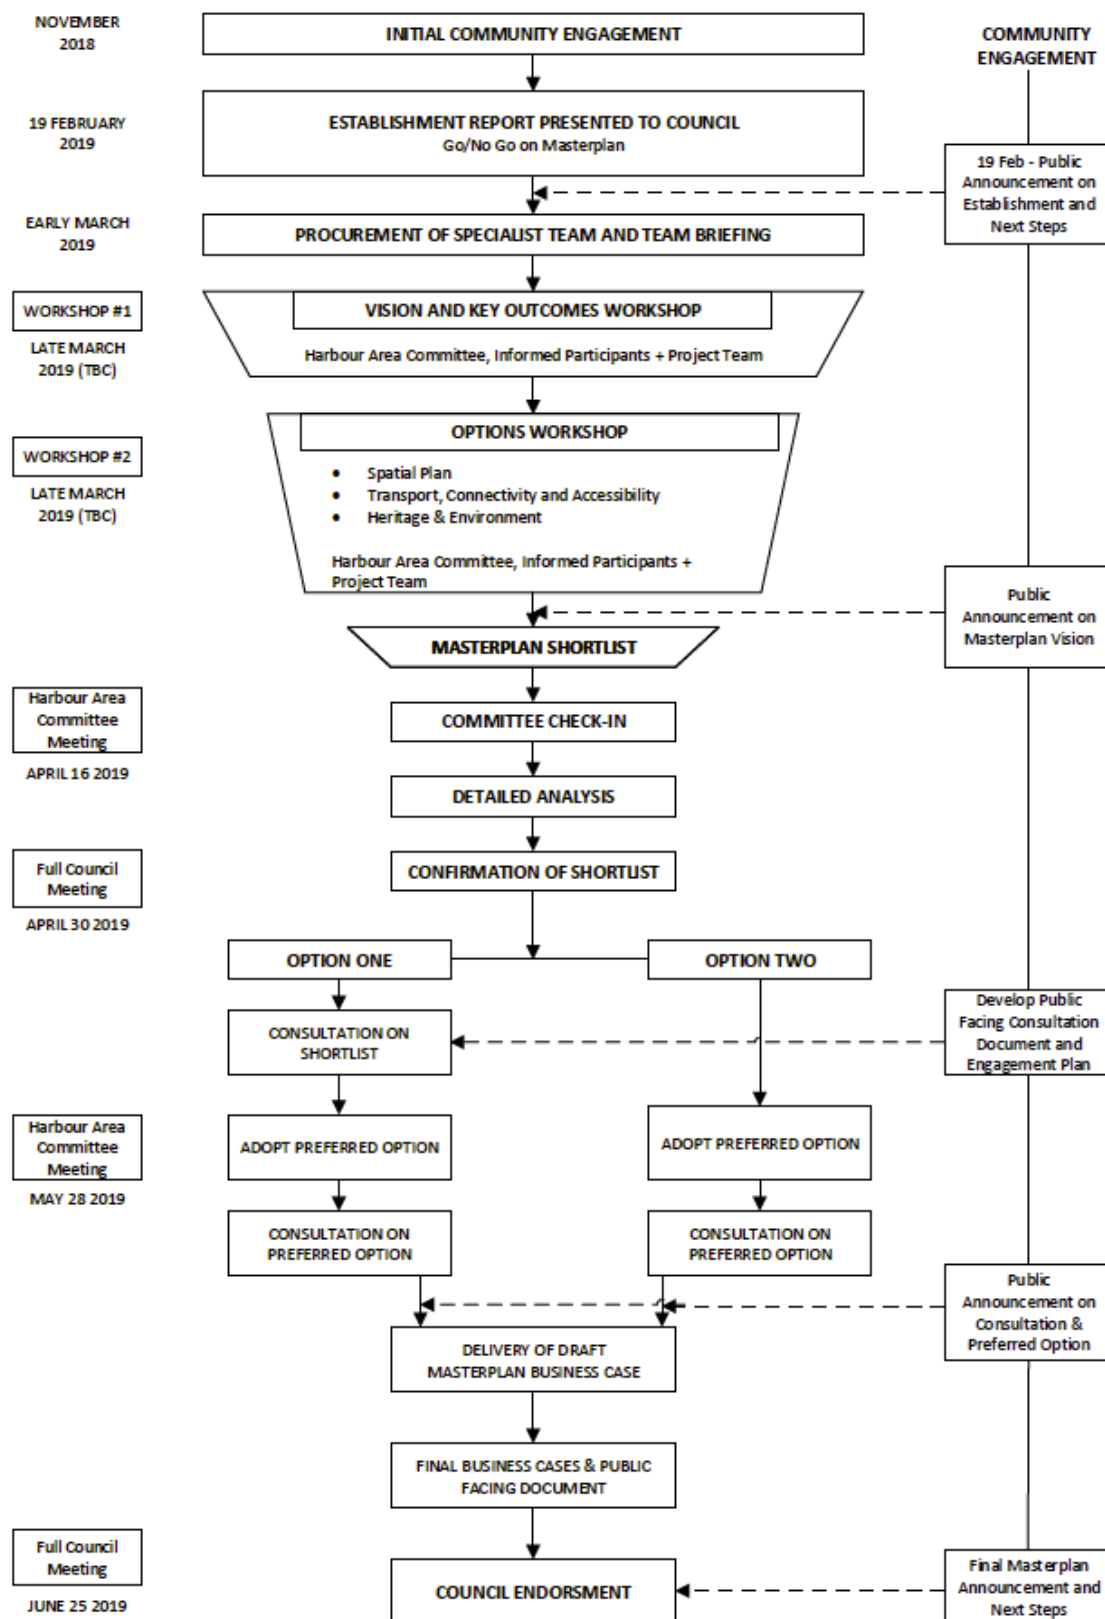 NOVEMBER
2018
INITIAL COMMUNITY ENGAGEMENT
COMMUNITY
ENGAGEMENT
19 FEBRUARY
2019
ESTABLISHMENT REPORT PRESENTED TO COUNCIL
Go/No Go on Masterplan
19 Feb - Public
Announcement on
Establishment and
Next Steps
EARLY MARCH
2019
PROCUREMENT OF SPECIALIST TEAM AND TEAM BRIEFING
WORKSHOP #1
LATE MARCH
2019 (TBC)
VISION AND KEY OUTCOMES WORKSHOP
Harbour Area Committee, Informed Participants + Project Team
WORKSHOP #2
LATE MARCH
2019 (TBC)
OPTIONS WORKSHOP
• Spatial Plan
• Transport, Connectivity and Accessibility
• Heritage & Environment
Harbour Area Committee, Informed Participants +
Project Team
Public
Announcement on
Masterplan Vision
MASTERPLAN SHORTLIST
Harbour Area
Committee
Meeting
APRIL 16 2019
COMMITTEE CHECK-IN
DETAILED ANALYSIS
Full Council
Meeting
APRIL 30 2019
CONFIRMATION OF SHORTLIST
OPTION ONE
OPTION TWO
CONSULTATION ON
SHORTLIST
Develop Public
Facing Consultation
Document and
Engagement Plan
Harbour Area
Committee
Meeting
MAY 28 2019
ADOPT PREFERRED OPTION
ADOPT PREFERRED OPTION
CONSULTATION ON
PREFERRED OPTION
CONSULTATION ON
PREFERRED OPTION
Public
Announcement on
Consultation &
Preferred Option
DELIVERY OF DRAFT
MASTERPLAN BUSINESS CASE
FINAL BUSINESS CASES & PUBLIC
FACING DOCUMENT
Full Council
Meeting
JUNE 25 2019
COUNCIL ENDORSMENT
Final Masterplan
Announcement and
Next Steps